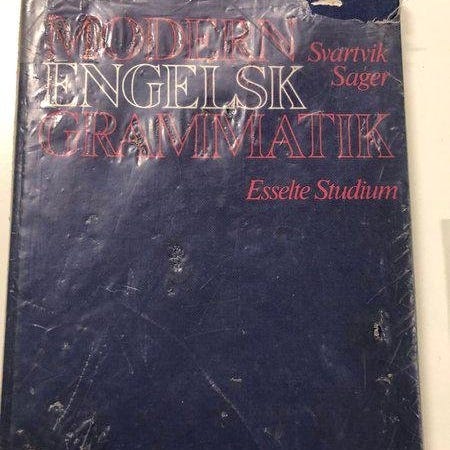 MODERN
Svartvik
ENGELSK
Sager
GRAMMATIK
Esselte Studium